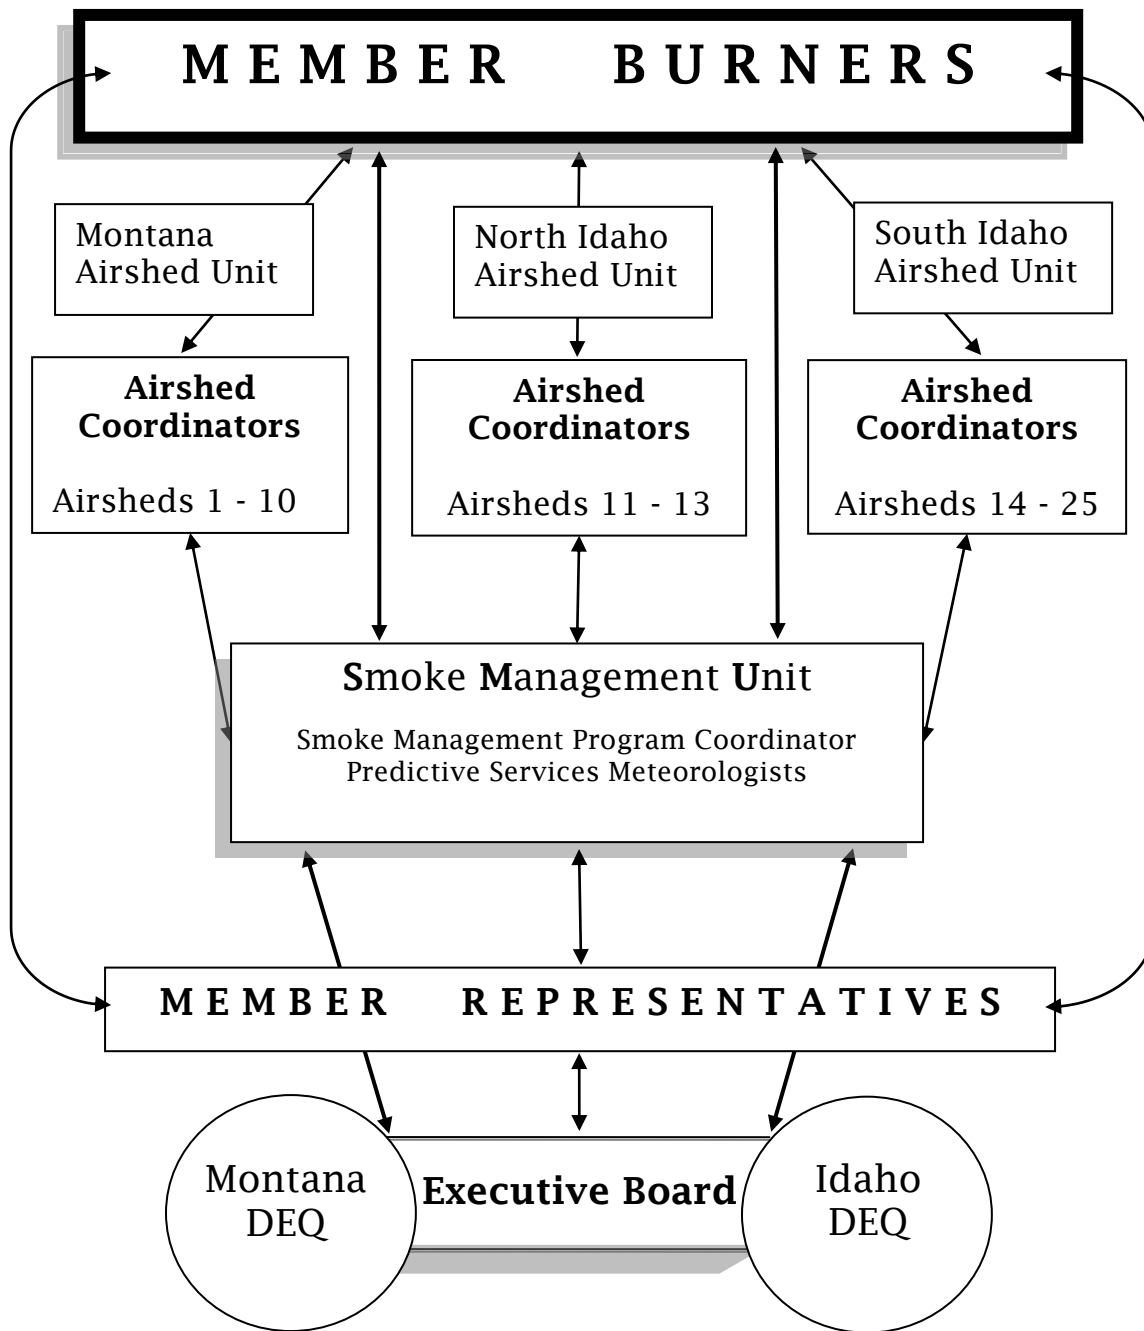 MEMBER BURNERS
Montana
Airshed Unit
North Idaho
Airshed Unit
South Idaho
Airshed Unit
Airshed
Coordinators
Airsheds 1 - 10
Airshed
Coordinators
Airsheds 11 - 13
Airshed
Coordinators
Airsheds 14 - 25
Smoke Management Unit
Smoke Management Program Coordinator
Predictive Services Meteorologists
MEMBER REPRESENTATIVES
Montana
DEQ
Executive Board
Idaho
DEQ